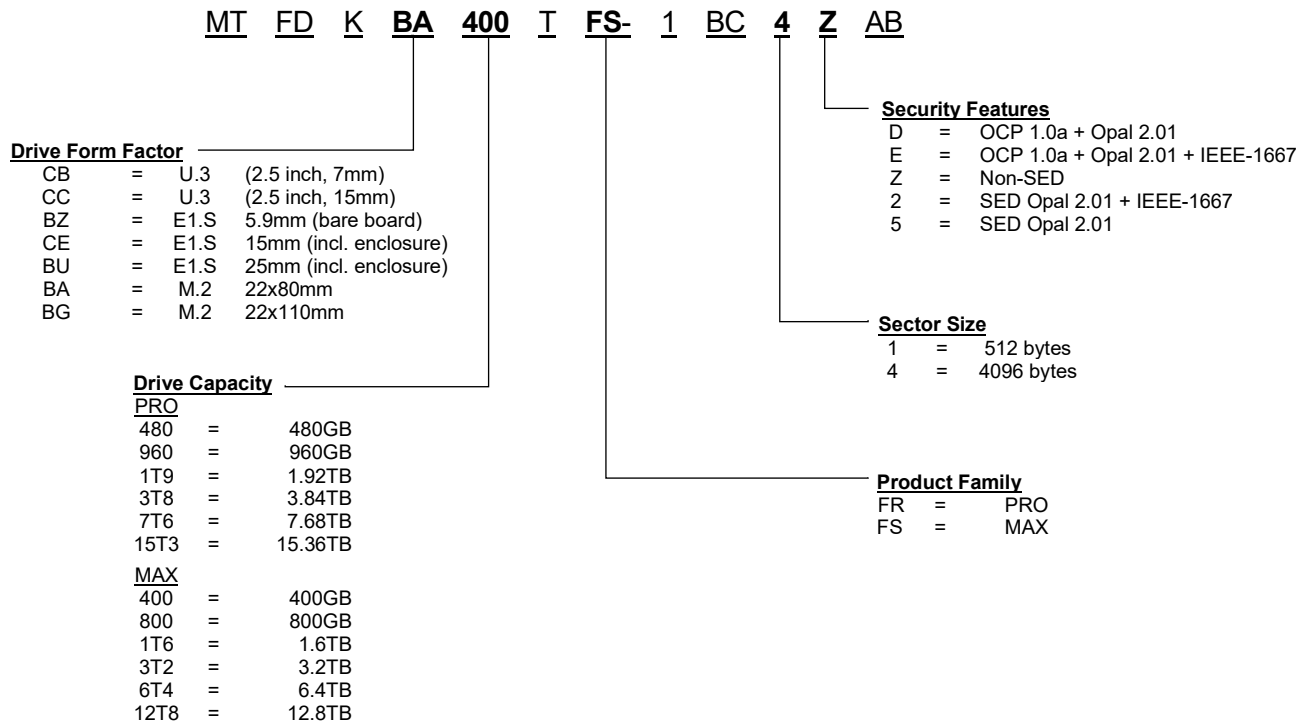 MT FD K BA 400 T FS- 1 BC 4 Z AB
Drive Form Factor
CB = U.3 (2.5 inch, 7mm)
CC = U.3 (2.5 inch, 15mm)
BZ = E1.S 5.9mm (bare board)
CE = E1.S 15mm (incl. enclosure)
BU = E1.S 25mm (incl. enclosure)
BA = M.2 22x80mm
BG = M.2 22x110mm
Drive Capacity
PRO
480 = 480GB
960 = 960GB
1T9 = 1.92TB
3T8 = 3.84TB
7T6 = 7.68TB
15T3 = 15.36TB
MAX
400 = 400GB
800 = 800GB
1T6 = 1.6TB
3T2 = 3.2TB
6T4 = 6.4TB
12T8 = 12.8TB
Security Features
D = OCP 1.0a + Opal 2.01
E = OCP 1.0a + Opal 2.01 + IEEE-1667
Z = Non-SED
2 = SED Opal 2.01 + IEEE-1667
5 = SED Opal 2.01
Sector Size
1 = 512 bytes
4 = 4096 bytes
Product Family
FR = PRO
FS = MAX